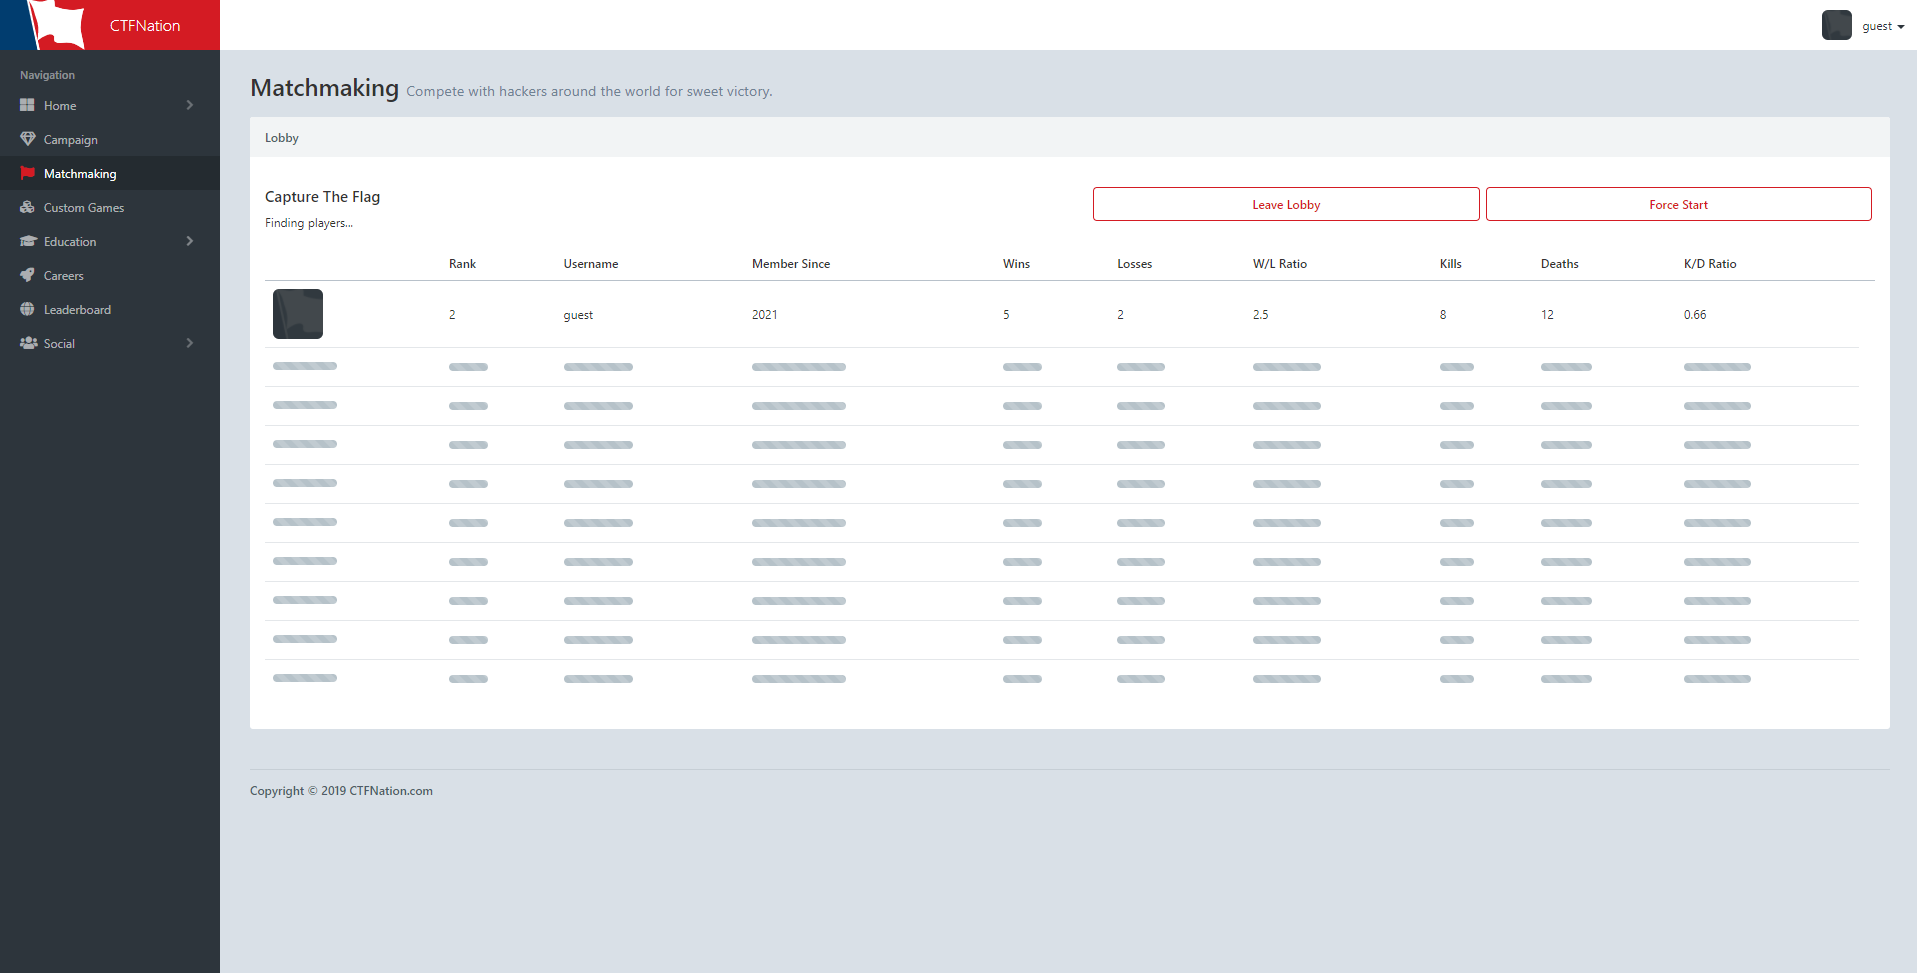 CTFNation
guest
Navigation
Home
Campaign
Matchmaking
Custom Games
Education
Careers
Leaderboard
Social
Matchmaking Compete with hackers around the world for sweet victory.
Lobby
Capture The Flag
Finding players...
Leave Lobby Force Start
Rank Username Member Since Wins Losses W/L Ratio Kills Deaths K/D Ratio
2 guest 2021 5 2 2.5 8 12 0.66
Copyright © 2019 CTFNation.com